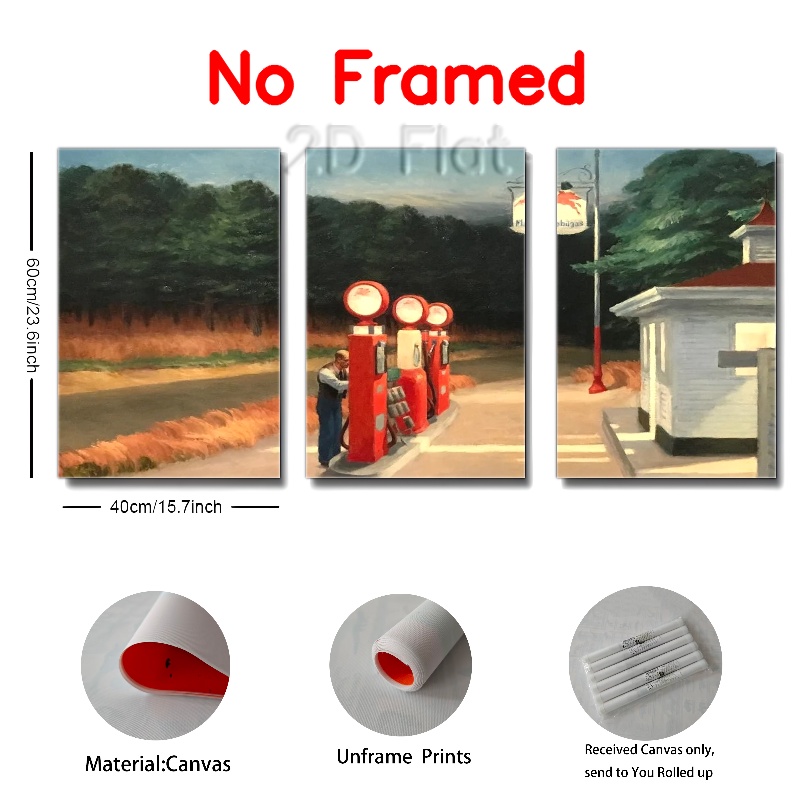 No Framed
2.D Flat.
60cm/23.6inch
40cm/15.7inch
Material:Canvas
Unframe Prints
Received Canvas only,
send to You Rolled up